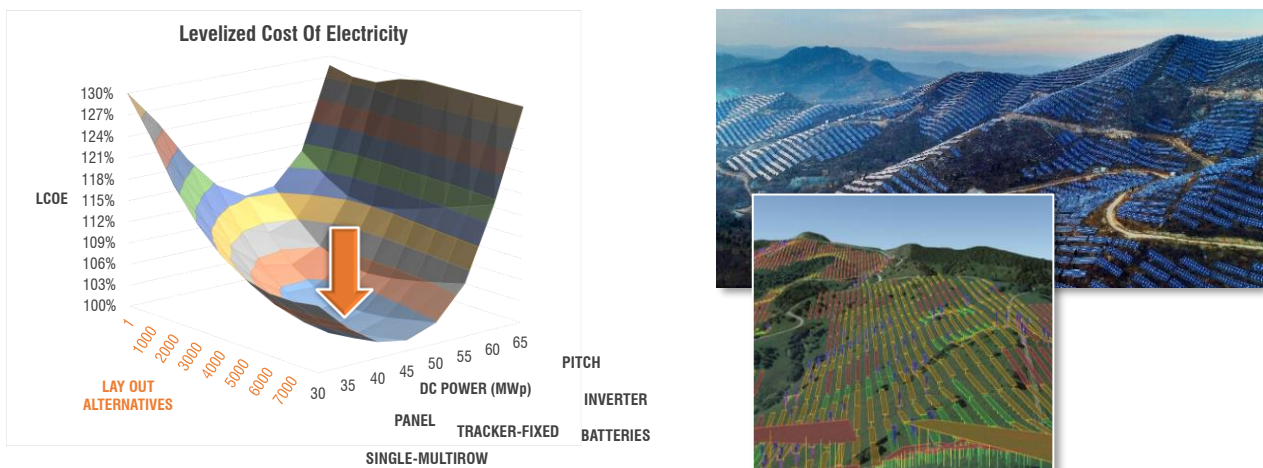 Levelized Cost Of Electricity
130%
127%
124%
121%
118%
115%
112%
109%
106%
103%
100%
LCOE
1
1000
2000
3000
4000
5000
6000
7000
LAY OUT
ALTERNATIVES
30
35
40
45
50
55
60
65
DC POWER (MWp)
PITCH
INVERTER
PANEL
TRACKER-FIXED
BATTERIES
SINGLE-MULTIROW